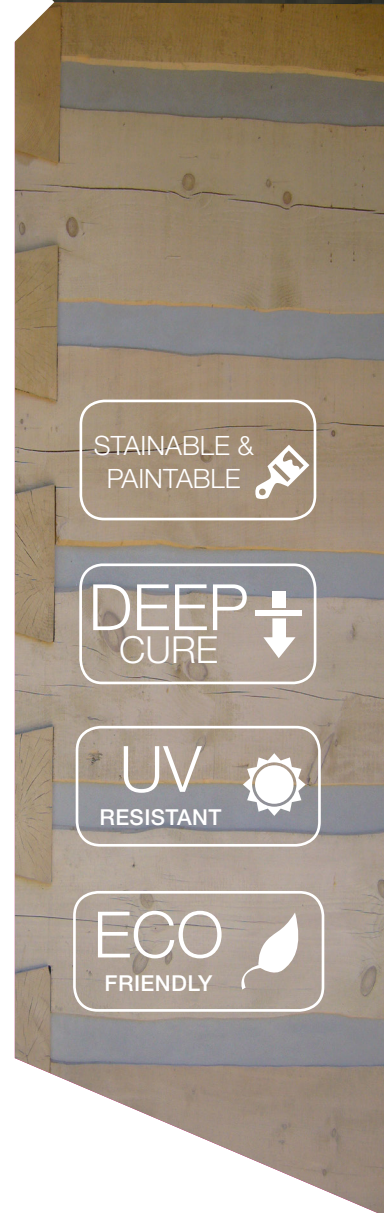 STAINABLE &
PAINTABLE
DEEP
CURE
UV
RESISTANT
ECO
FRIENDLY